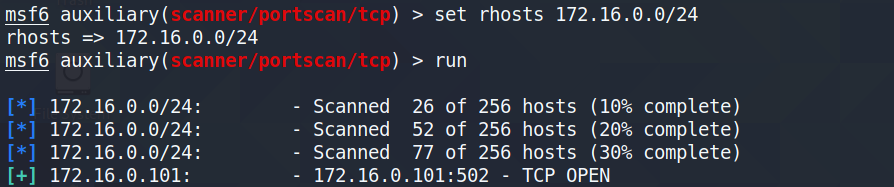 msf6 auxiliary(scanner/portscan/tcp) > set rhosts 172.16.0.0/24
rhosts => 172.16.0.0/24
msf6 auxiliary(scanner/portscan/tcp) > run
[*] 172.16.0.0/24:        - Scanned  26 of 256 hosts (10% complete)
[*] 172.16.0.0/24:        - Scanned  52 of 256 hosts (20% complete)
[*] 172.16.0.0/24:        - Scanned  77 of 256 hosts (30% complete)
[+] 172.16.0.101:         - 172.16.0.101:502 - TCP OPEN